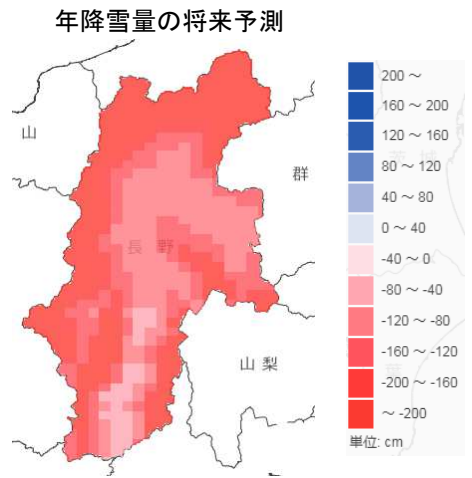 年降雪量の将来予測
山
群
長野
山梨
200 ～
160 ～ 200
120 ～ 160
80 ～ 120
40 ～ 80
0 ～ 40
-40 ～ 0
-80 ～ -40
-120 ～ -80
-160 ～ -120
-200 ～ -160
～ -200
単位: cm